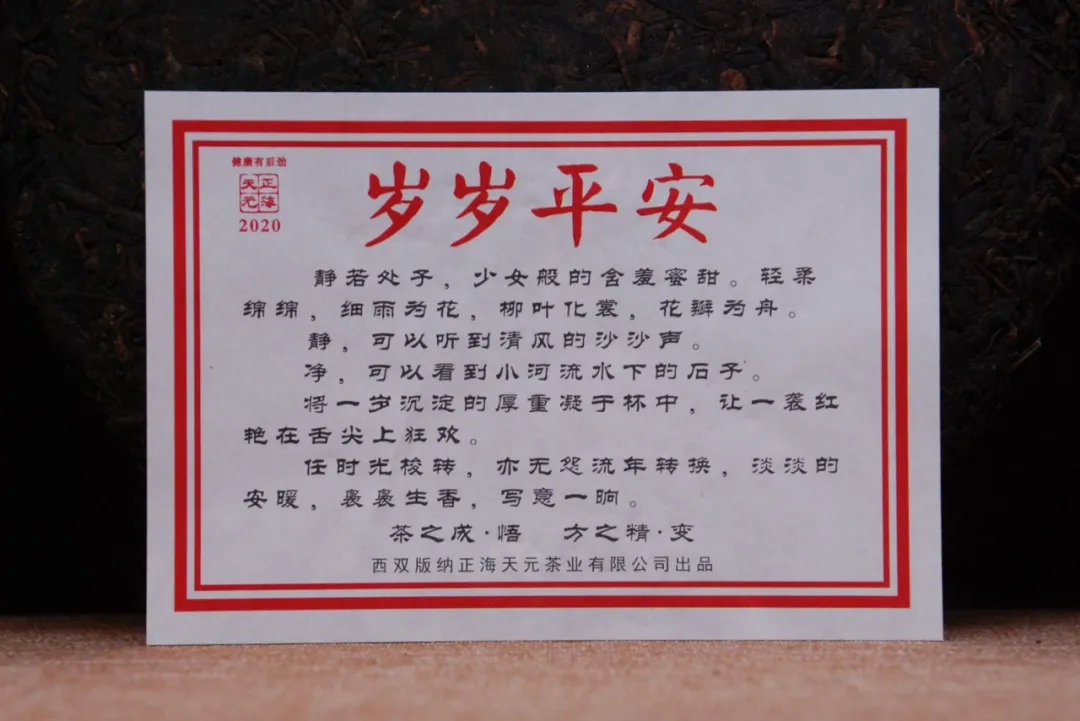 健康有后劲
天正
元海
2020
岁岁平安
静若处子，少女般的含羞蜜甜。轻柔
绵绵，细雨为花，柳叶化裳，花瓣为舟。
静，可以听到清风的沙沙声。
净，可以看到小河流水下的石子。
将一岁沉淀的厚重凝于杯中，让一袭红
艳在舌尖上狂欢。
任时光梭转，亦无怨流年转换，淡淡的
安暖，袅袅生香，写意一晌。
茶之成·悟 方之精·变
西双版纳正海天元茶业有限公司出品